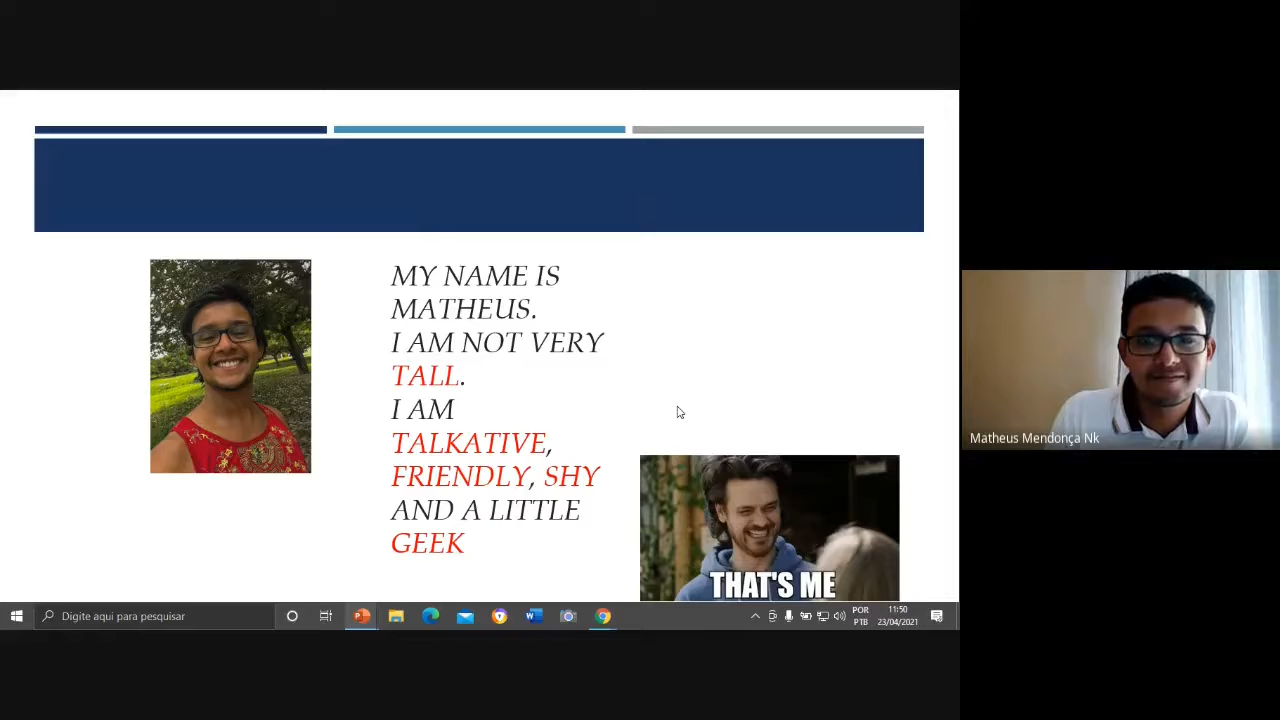 MY NAME IS
MATHEUS.
I AM NOT VERY
TALL.
I AM
TALKATIVE,
FRIENDLY, SHY
AND A LITTLE
GEEK
THAT'S ME
Matheus Mendonça Nk
Digite aqui para pesquisar
POR
PTB
11:50
23/04/2021